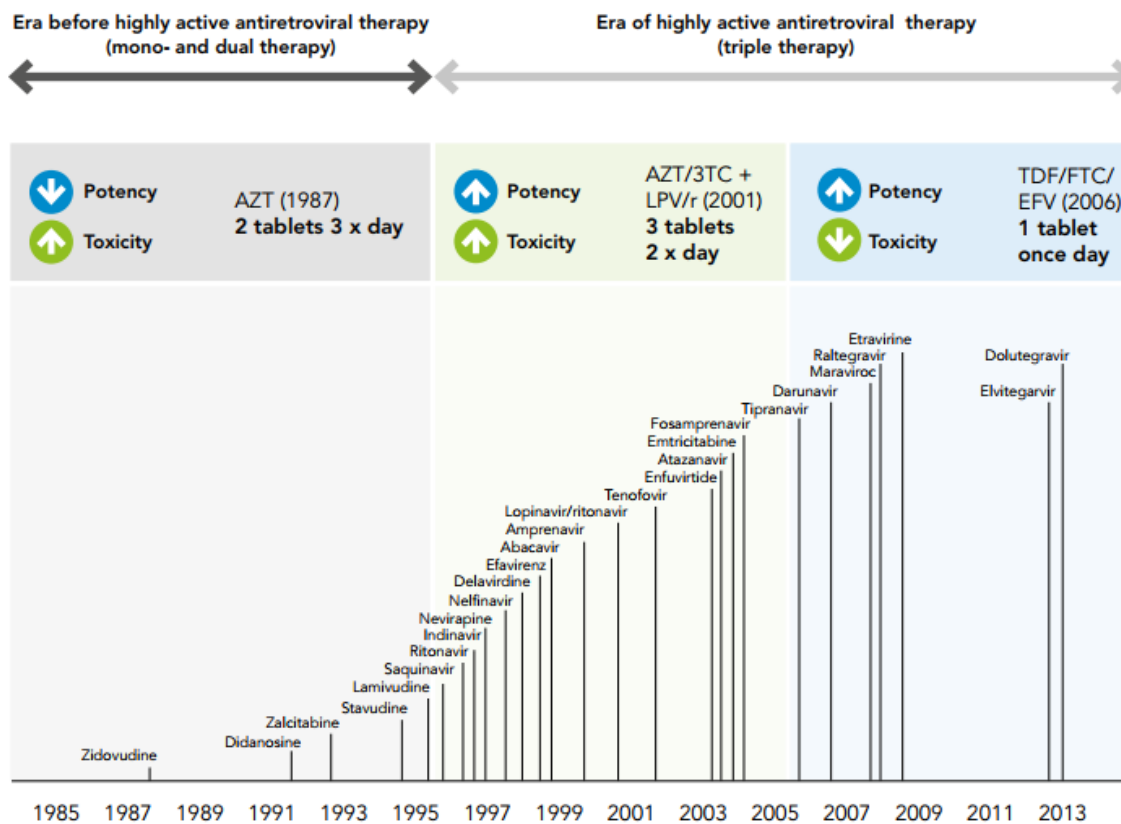 Era before highly active antiretroviral therapy
(mono- and dual therapy)
Era of highly active antiretroviral therapy
(triple therapy)
Potency
Toxicity
AZT (1987)
2 tablets 3 x day
Potency
Toxicity
AZT/3TC +
LPV/r (2001)
3 tablets
2 x day
Potency
Toxicity
TDF/FTC/
EFV (2006)
1 tablet
once day
Etravirine
Raltegravir
Dolutegravir
Maraviroc
Darunavir
Elvitegarvir
Tipranavir
Fosamprenavir
Emtricitabine
Atazanavir
Enfuvirtide
Tenofovir
Lopinavir/ritonavir
Amprenavir
Abacavir
Efavirenz
Delavirdine
Nelfinavir
Nevirapine
Indinavir
Ritonavir
Saquinavir
Lamivudine
Stavudine
Zalcitabine
Didanosine
Zidovudine
1985 1987 1989 1991 1993 1995 1997 1999 2001 2003 2005 2007 2009 2011 2013